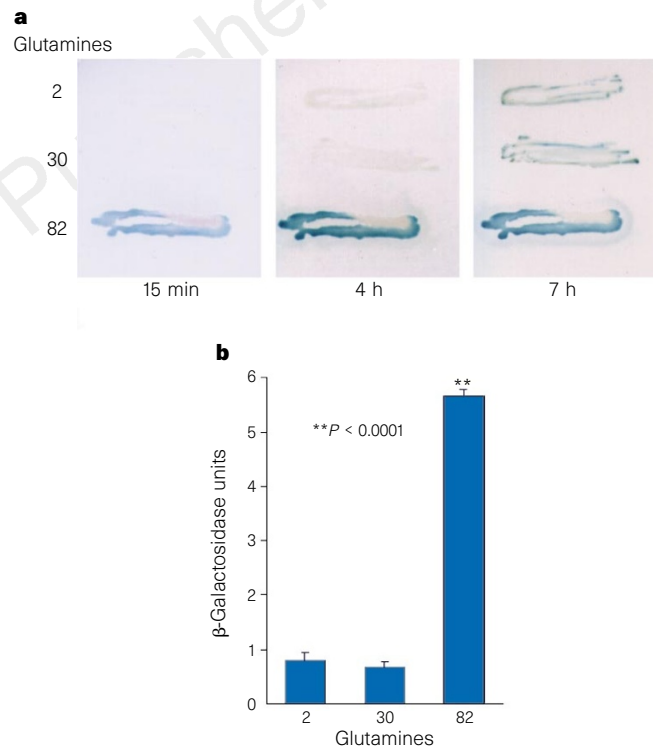 a
Glutamines
2
30
82
15 min
4 h
7 h
b
6
**
**P < 0.0001
5
4
3
2
1
0
β-Galactosidase units
2
30
82
Glutamines